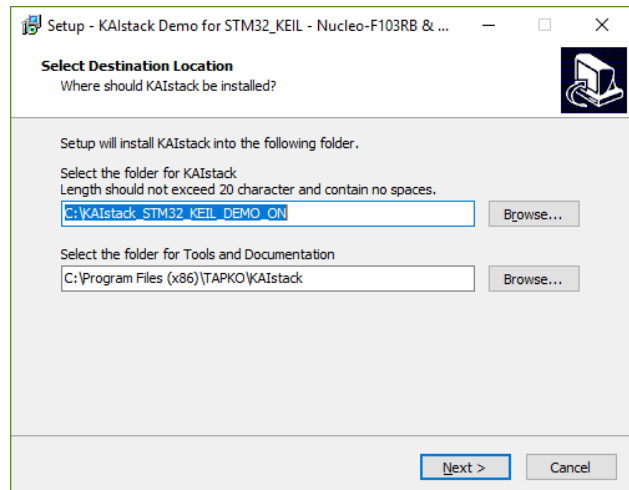 Setup - KAIstack Demo for STM32_KEIL - Nucleo-F103RB & ...
Select Destination Location
Where should KAIstack be installed?
Setup will install KAIstack into the following folder.
Select the folder for KAIstack
Length should not exceed 20 character and contain no spaces.
C:\KAIstack_STM32_KEIL_DEMO_ON
Browse...
Select the folder for Tools and Documentation
C:\Program Files (x86)\TAPKO\KAIstack
Browse...
Next >
Cancel